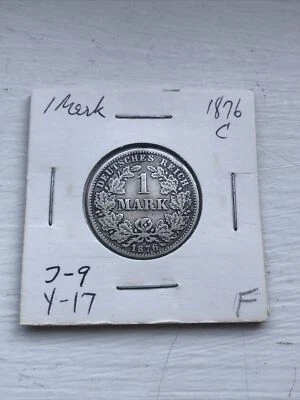 1 Mark
1876
C
DEUTSCHES REICH
1
MARK
1876
J-9
Y-17
F